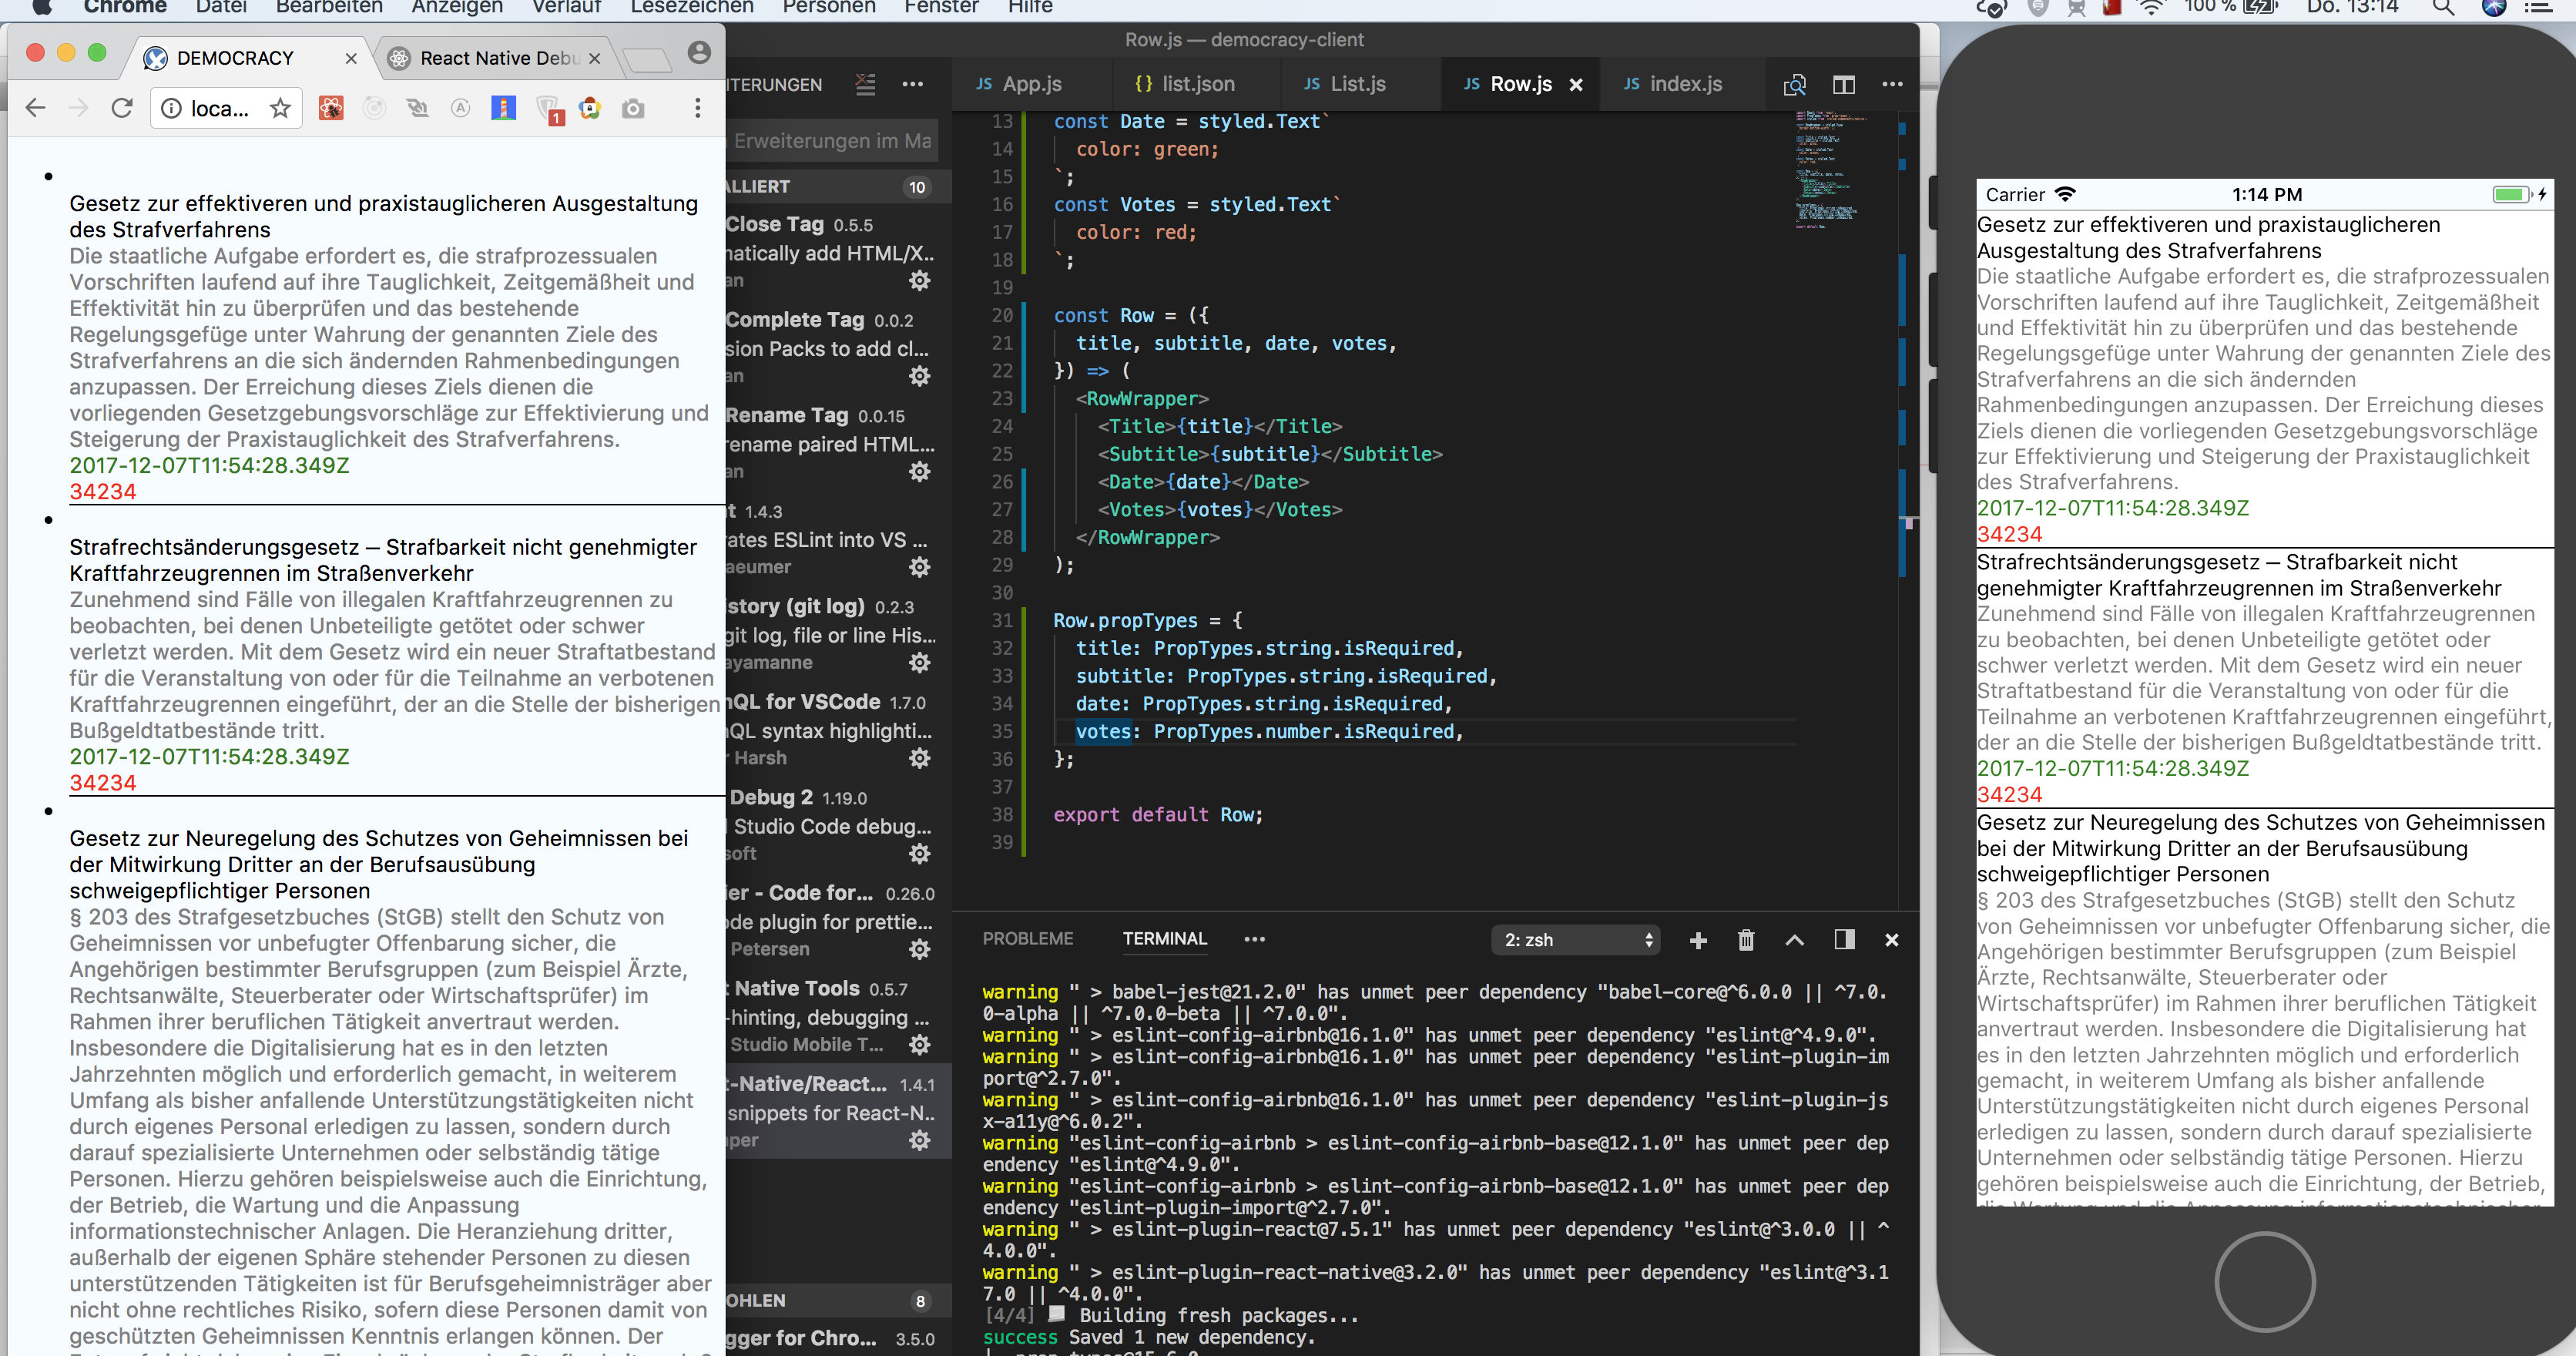 Chrome Datei Bearbeiten Anzeigen Verlauf Lesezeichen Personen Fenster Hilfe 100 % Do. 13:14
DEMOCRACY
React Native Debu
loca...
1
Gesetz zur effektiveren und praxistauglicheren Ausgestaltung
des Strafverfahrens
Die staatliche Aufgabe erfordert es, die strafprozessualen
Vorschriften laufend auf ihre Tauglichkeit, Zeitgemäßheit und
Effektivität hin zu überprüfen und das bestehende
Regelungsgefüge unter Wahrung der genannten Ziele des
Strafverfahrens an die sich ändernden Rahmenbedingungen
anzupassen. Der Erreichung dieses Ziels dienen die
vorliegenden Gesetzgebungsvorschläge zur Effektivierung und
Steigerung der Praxistauglichkeit des Strafverfahrens.
2017-12-07T11:54:28.349Z
34234
Strafrechtsänderungsgesetz – Strafbarkeit nicht genehmigter
Kraftfahrzeugrennen im Straßenverkehr
Zunehmend sind Fälle von illegalen Kraftfahrzeugrennen zu
beobachten, bei denen Unbeteiligte getötet oder schwer
verletzt werden. Mit dem Gesetz wird ein neuer Straftatbestand
für die Veranstaltung von oder für die Teilnahme an verbotenen
Kraftfahrzeugrennen eingeführt, der an die Stelle der bisherigen
Bußgeldtatbestände tritt.
2017-12-07T11:54:28.349Z
34234
Gesetz zur Neuregelung des Schutzes von Geheimnissen bei
der Mitwirkung Dritter an der Berufsausübung
schweigepflichtiger Personen
§ 203 des Strafgesetzbuches (StGB) stellt den Schutz von
Geheimnissen vor unbefugter Offenbarung sicher, die
Angehörigen bestimmter Berufsgruppen (zum Beispiel Ärzte,
Rechtsanwälte, Steuerberater oder Wirtschaftsprüfer) im
Rahmen ihrer beruflichen Tätigkeit anvertraut werden.
Insbesondere die Digitalisierung hat es in den letzten
Jahrzehnten möglich und erforderlich gemacht, in weiterem
Umfang als bisher anfallende Unterstützungstätigkeiten nicht
durch eigenes Personal erledigen zu lassen, sondern durch
darauf spezialisierte Unternehmen oder selbständig tätige
Personen. Hierzu gehören beispielsweise auch die Einrichtung,
der Betrieb, die Wartung und die Anpassung
informationstechnischer Anlagen. Die Heranziehung dritter,
außerhalb der eigenen Sphäre stehender Personen zu diesen
unterstützenden Tätigkeiten ist für Berufsgeheimnisträger aber
nicht ohne rechtliches Risiko, sofern diese Personen damit von
geschützten Geheimnissen Kenntnis erlangen können. Der
Row.js — democracy-client
ITERUNGEN
Erweiterungen im Ma
ALLIERT 10
Close Tag 0.5.5
natically add HTML/X..
an
Complete Tag 0.0.2
sion Packs to add cl...
an
Rename Tag 0.0.15
rename paired HTML...
an
t 1.4.3
rates ESLint into VS ...
aeumer
istory (git log) 0.2.3
git log, file or line His...
ayamanne
hQL for VSCode 1.7.0
QL syntax highlighti...
Harsh
Debug 2 1.19.0
Studio Code debug...
soft
ier - Code for... 0.26.0
de plugin for prettie...
Petersen
t Native Tools 0.5.7
-hinting, debugging ...
Studio Mobile T...
t-Native/React... 1.4.1
snippets for React-N..
per
OHLEN 8
gger for Chro... 3.5.0
JS App.js {} list.json JS List.js JS Row.js JS index.js
13 const Date = styled.Text`
14 color: green;
15 `;
16 const Votes = styled.Text`
17 color: red;
18 `;
19
20 const Row = ({
21 title, subtitle, date, votes,
22 }) => (
23 <RowWrapper>
24 <Title>{title}</Title>
25 <Subtitle>{subtitle}</Subtitle>
26 <Date>{date}</Date>
27 <Votes>{votes}</Votes>
28 </RowWrapper>
29 );
30
31 Row.propTypes = {
32 title: PropTypes.string.isRequired,
33 subtitle: PropTypes.string.isRequired,
34 date: PropTypes.string.isRequired,
35 votes: PropTypes.number.isRequired,
36 };
37
38 export default Row;
39
PROBLEME TERMINAL 2: zsh
warning " > babel-jest@21.2.0" has unmet peer dependency "babel-core@^6.0.0 || ^7.0.
0-alpha || ^7.0.0-beta || ^7.0.0".
warning " > eslint-config-airbnb@16.1.0" has unmet peer dependency "eslint@^4.9.0".
warning " > eslint-config-airbnb@16.1.0" has unmet peer dependency "eslint-plugin-im
port@^2.7.0".
warning " > eslint-config-airbnb@16.1.0" has unmet peer dependency "eslint-plugin-js
x-a11y@^6.0.2".
warning "eslint-config-airbnb > eslint-config-airbnb-base@12.1.0" has unmet peer dep
endency "eslint@^4.9.0".
warning "eslint-config-airbnb > eslint-config-airbnb-base@12.1.0" has unmet peer dep
endency "eslint-plugin-import@^2.7.0".
warning " > eslint-plugin-react@7.5.1" has unmet peer dependency "eslint@^3.0.0 || ^
4.0.0".
warning " > eslint-plugin-react-native@3.2.0" has unmet peer dependency "eslint@^3.1
7.0 || ^4.0.0".
[4/4] Building fresh packages...
success Saved 1 new dependency.
Carrier 1:14 PM
Gesetz zur effektiveren und praxistauglicheren
Ausgestaltung des Strafverfahrens
Die staatliche Aufgabe erfordert es, die strafprozessualen
Vorschriften laufend auf ihre Tauglichkeit, Zeitgemäßheit
und Effektivität hin zu überprüfen und das bestehende
Regelungsgefüge unter Wahrung der genannten Ziele des
Strafverfahrens an die sich ändernden
Rahmenbedingungen anzupassen. Der Erreichung dieses
Ziels dienen die vorliegenden Gesetzgebungsvorschläge
zur Effektivierung und Steigerung der Praxistauglichkeit
des Strafverfahrens.
2017-12-07T11:54:28.349Z
34234
Strafrechtsänderungsgesetz – Strafbarkeit nicht
genehmigter Kraftfahrzeugrennen im Straßenverkehr
Zunehmend sind Fälle von illegalen Kraftfahrzeugrennen
zu beobachten, bei denen Unbeteiligte getötet oder
schwer verletzt werden. Mit dem Gesetz wird ein neuer
Straftatbestand für die Veranstaltung von oder für die
Teilnahme an verbotenen Kraftfahrzeugrennen eingeführt,
der an die Stelle der bisherigen Bußgeldtatbestände tritt.
2017-12-07T11:54:28.349Z
34234
Gesetz zur Neuregelung des Schutzes von Geheimnissen
bei der Mitwirkung Dritter an der Berufsausübung
schweigepflichtiger Personen
§ 203 des Strafgesetzbuches (StGB) stellt den Schutz
von Geheimnissen vor unbefugter Offenbarung sicher, die
Angehörigen bestimmter Berufsgruppen (zum Beispiel
Ärzte, Rechtsanwälte, Steuerberater oder
Wirtschaftsprüfer) im Rahmen ihrer beruflichen Tätigkeit
anvertraut werden. Insbesondere die Digitalisierung hat
es in den letzten Jahrzehnten möglich und erforderlich
gemacht, in weiterem Umfang als bisher anfallende
Unterstützungstätigkeiten nicht durch eigenes Personal
erledigen zu lassen, sondern durch darauf spezialisierte
Unternehmen oder selbständig tätige Personen. Hierzu
gehören beispielsweise auch die Einrichtung, der Betrieb,
die Wartung und die Anpassung informationstechnischer